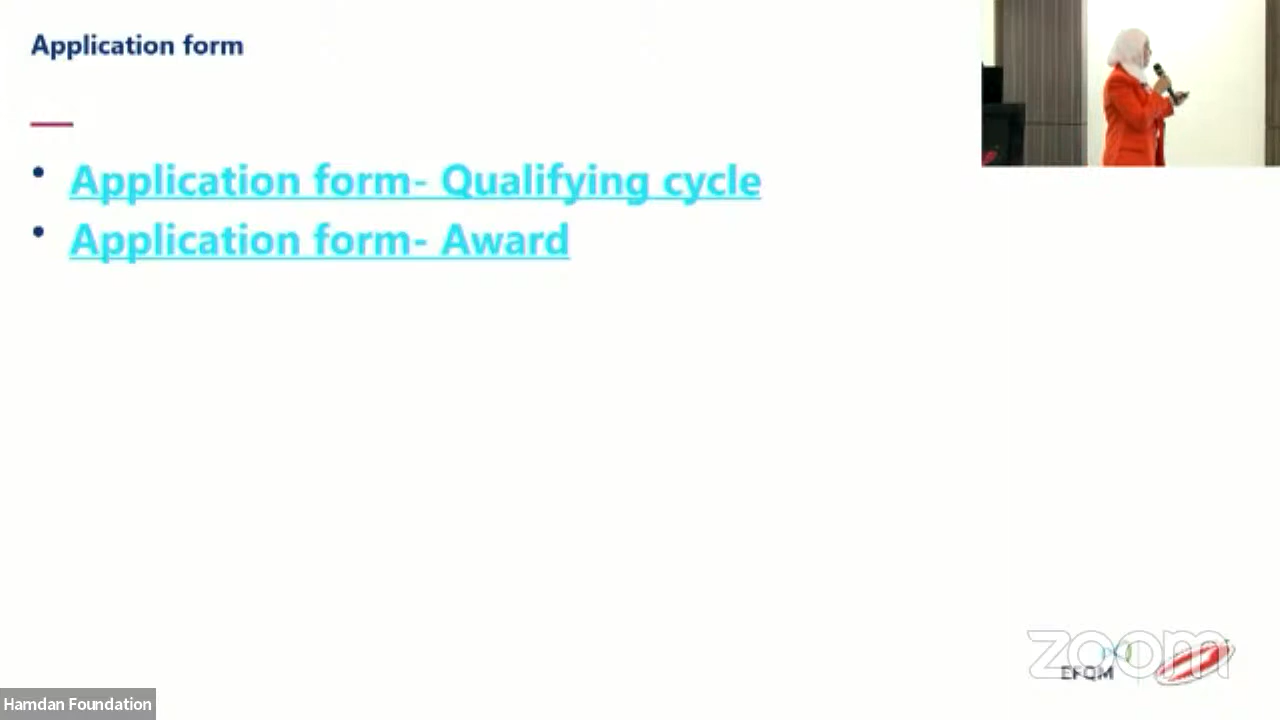 Application form
• Application form- Qualifying cycle
• Application form- Award
zoom
EFQM
Hamdan Foundation